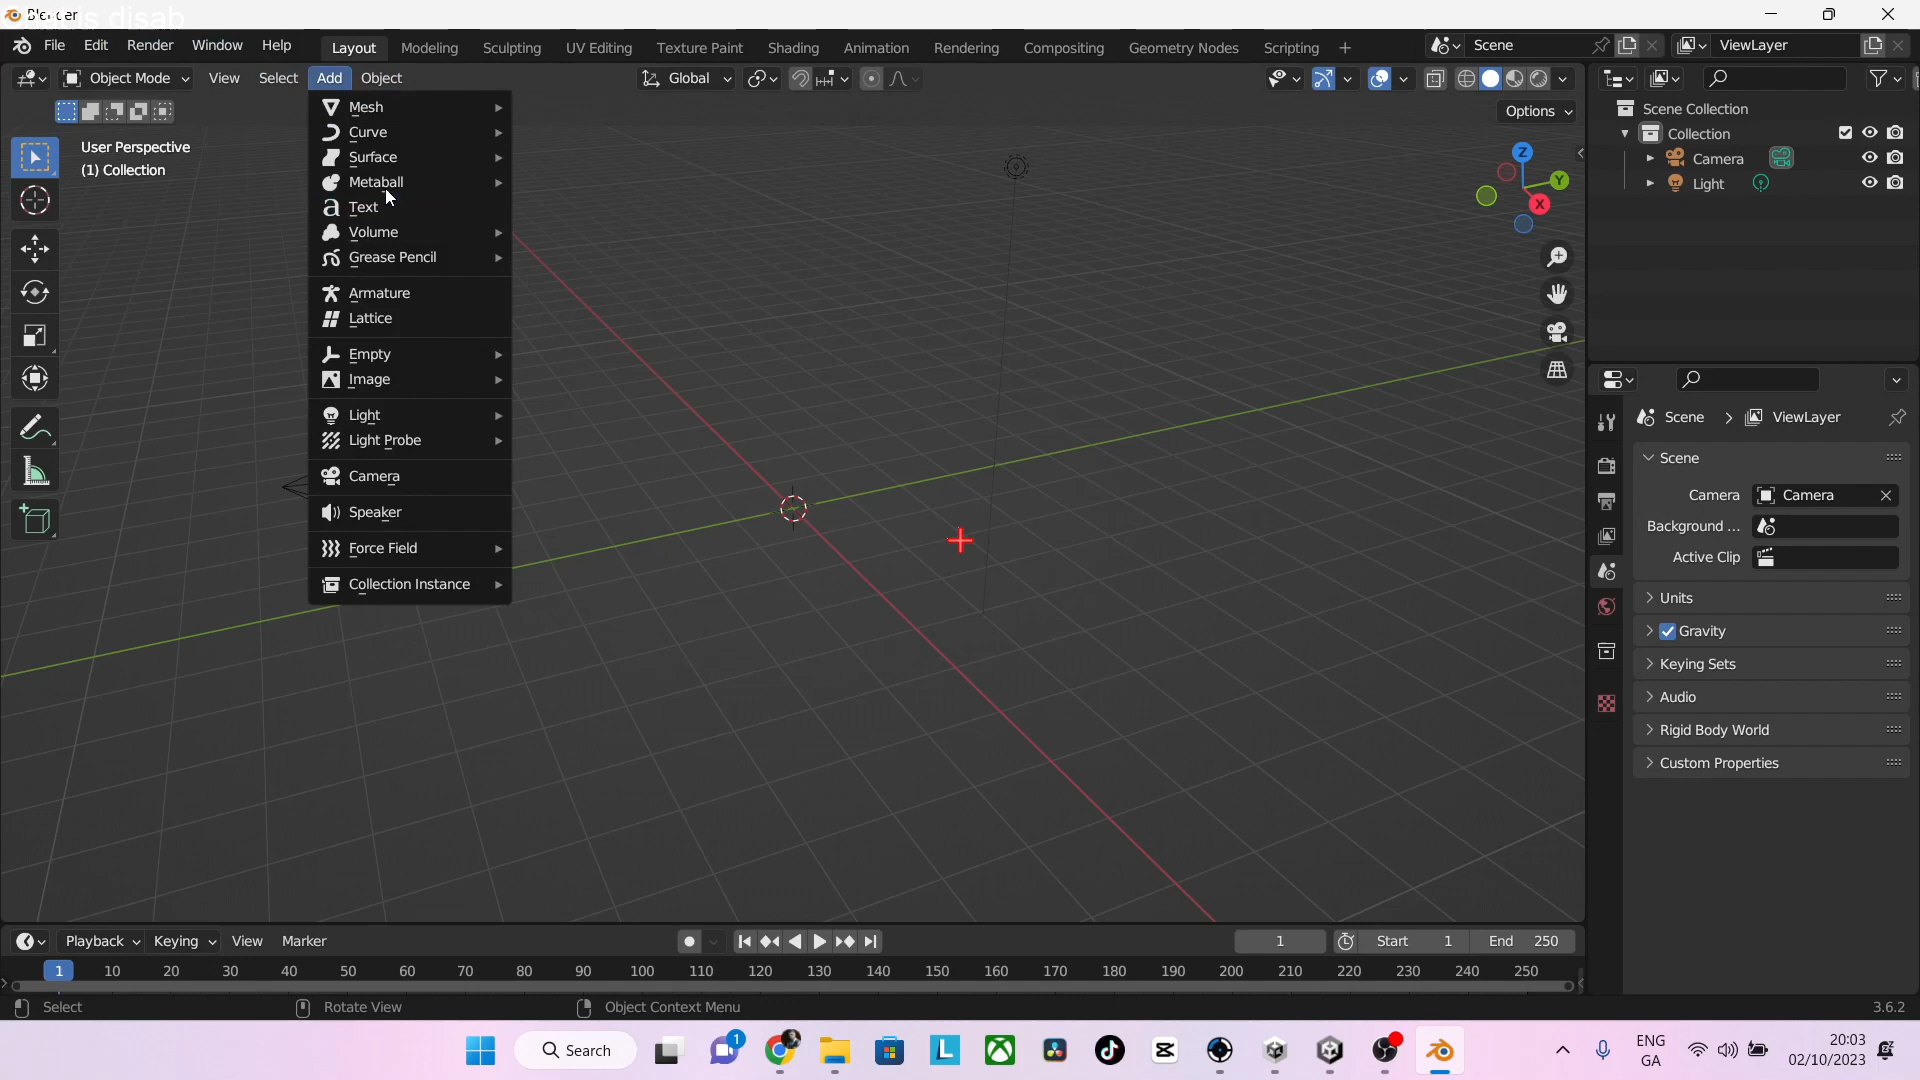 Blender
File Edit Render Window Help Layout Modeling Sculpting UV Editing Texture Paint Shading Animation Rendering Compositing Geometry Nodes Scripting + Scene ViewLayer
Object Mode View Select Add Object Global
Options
User Perspective
(1) Collection
Mesh
Curve
Surface
Metaball
Text
Volume
Grease Pencil
Armature
Lattice
Empty
Image
Light
Light Probe
Camera
Speaker
Force Field
Collection Instance
Z
Y
X
Scene Collection
Collection
Camera
Light
Scene > ViewLayer
Scene
Camera Camera
Background ...
Active Clip
Units
Gravity
Keying Sets
Audio
Rigid Body World
Custom Properties
Playback Keying View Marker 1 Start 1 End 250
1 10 20 30 40 50 60 70 80 90 100 110 120 130 140 150 160 170 180 190 200 210 220 230 240 250
Select Rotate View Object Context Menu 3.6.2
Search 1 ENG 20:03
GA 02/10/2023